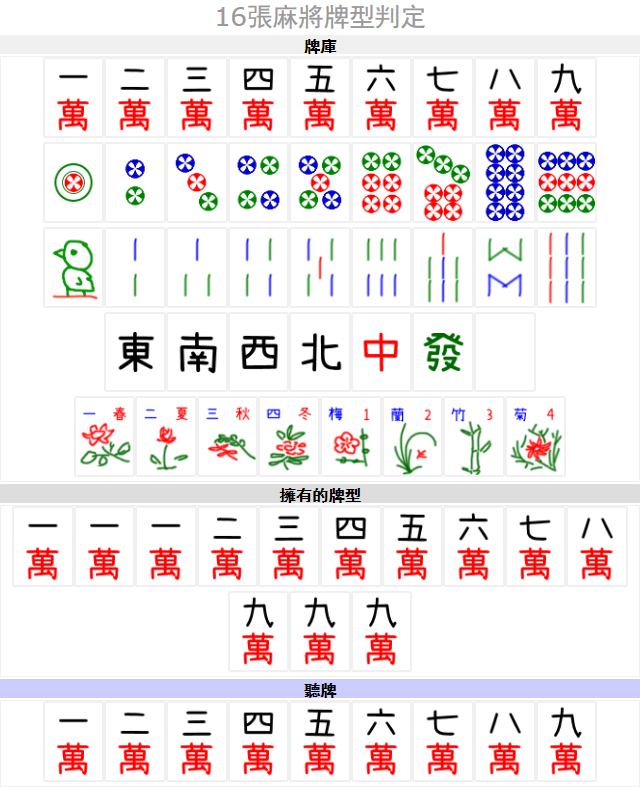 16張麻將牌型判定
牌庫
一萬 二萬 三萬 四萬 五萬 六萬 七萬 八萬 九萬
東 南 西 北 中 發
一 春 二 夏 三 秋 四 冬 梅 1 蘭 2 竹 3 菊 4
擁有的牌型
一萬 一萬 一萬 二萬 三萬 四萬 五萬 六萬 七萬 八萬
九萬 九萬 九萬
聽牌
一萬 二萬 三萬 四萬 五萬 六萬 七萬 八萬 九萬